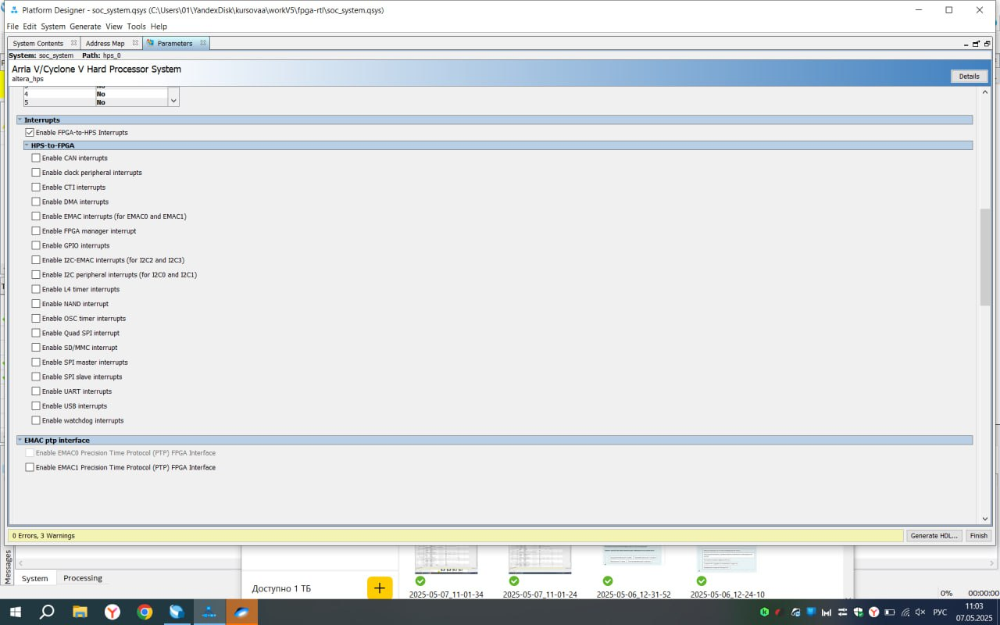 Platform Designer - soc_system.qsys (C:\Users\01\YandexDisk\kursovaa\workV5\fpga-rtl\soc_system.qsys)
File Edit System Generate View Tools Help
System Contents Address Map Parameters
System: soc_system Path: hps_0
Arria V/Cyclone V Hard Processor System
altera_hps
Details
4 No
5 No
Interrupts
Enable FPGA-to-HPS Interrupts
HPS-to-FPGA
Enable CAN interrupts
Enable clock peripheral interrupts
Enable CTI interrupts
Enable DMA interrupts
Enable EMAC interrupts (for EMAC0 and EMAC1)
Enable FPGA manager interrupt
Enable GPIO interrupts
Enable I2C-EMAC interrupts (for I2C2 and I2C3)
Enable I2C peripheral interrupts (for I2C0 and I2C1)
Enable L4 timer interrupts
Enable NAND interrupt
Enable OSC timer interrupts
Enable Quad SPI interrupt
Enable SD/MMC interrupt
Enable SPI master interrupts
Enable SPI slave interrupts
Enable UART interrupts
Enable USB interrupts
Enable watchdog interrupts
EMAC ptp interface
Enable EMAC0 Precision Time Protocol (PTP) FPGA Interface
Enable EMAC1 Precision Time Protocol (PTP) FPGA Interface
0 Errors, 3 Warnings
Generate HDL... Finish
Messages
System Processing
Доступно 1 ТБ
2025-05-07_11-01-34 2025-05-07_11-01-24 2025-05-06_12-31-52 2025-05-06_12-24-10
0% 00:00:00
РУС
11:03
07.05.2025